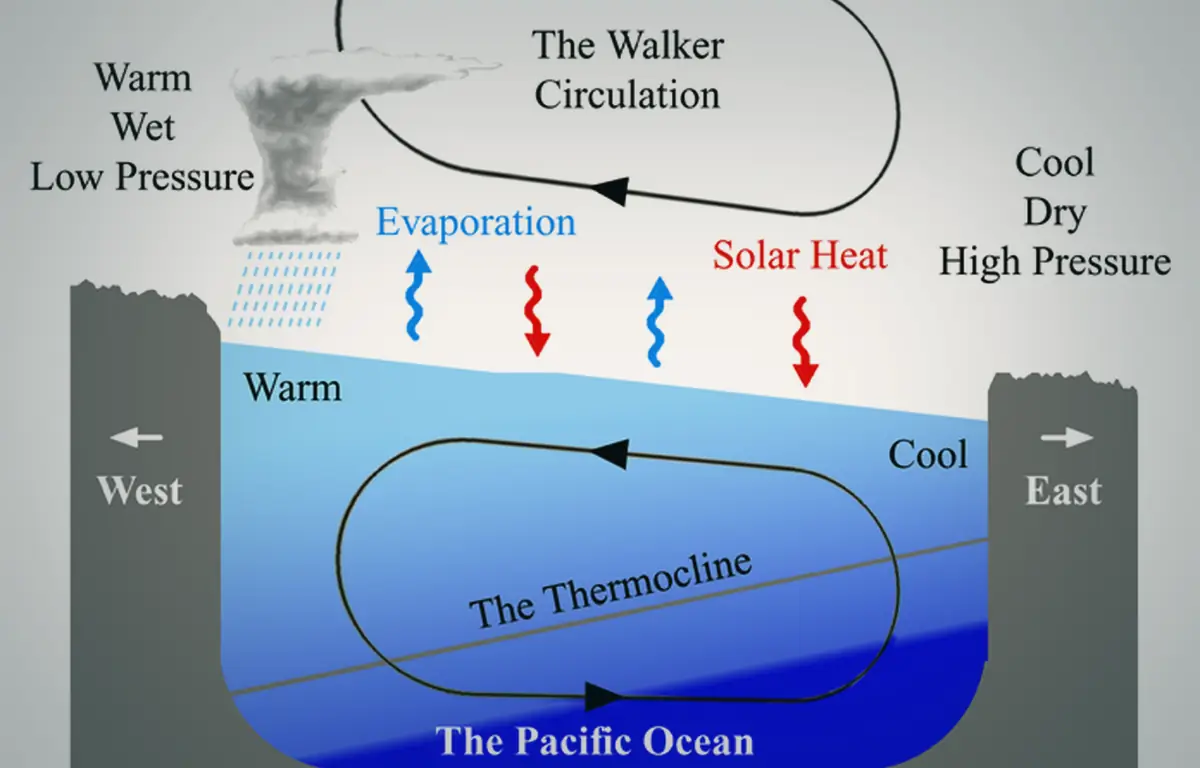 The Walker
Circulation
Warm
Wet
Low Pressure
Cool
Dry
High Pressure
Evaporation
Solar Heat
Warm
Cool
West
East
The Thermocline
The Pacific Ocean